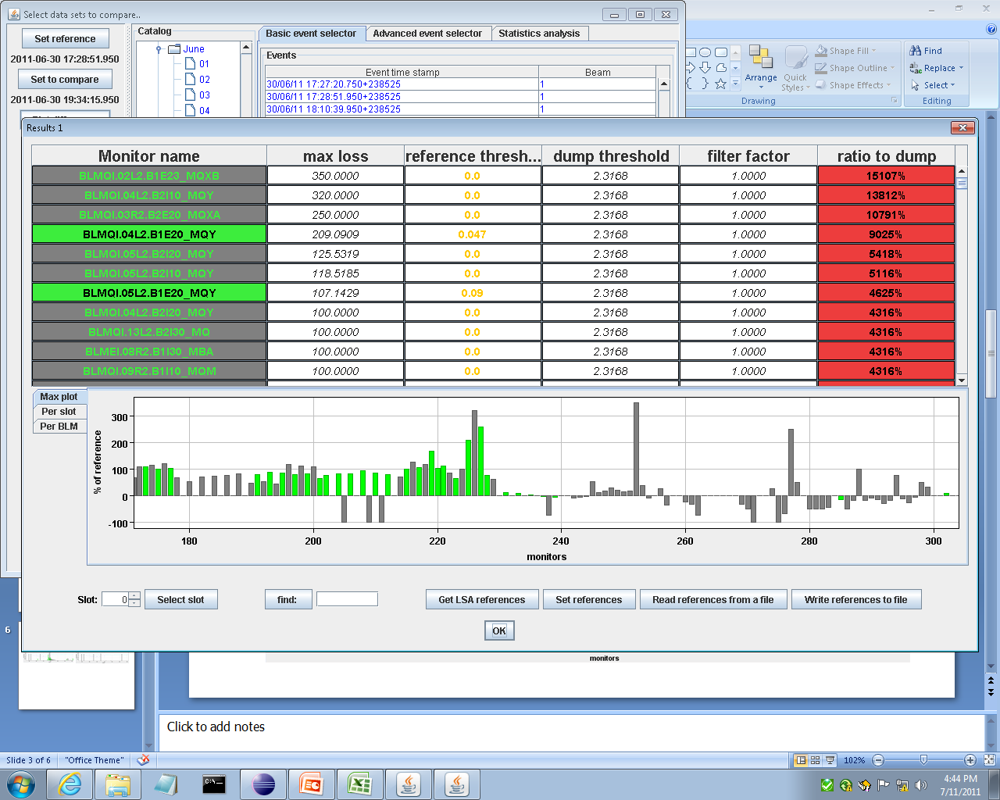 Select data sets to compare..
Set reference
2011-06-30 17:28:51.950
Set to compare
2011-06-30 19:34:15.950
Catalog
June
01
02
03
04
Basic event selector
Advanced event selector
Statistics analysis
Events
Event time stamp Beam
30/06/11 17:27:20.750+238525 1
30/06/11 17:28:51.950+238525 1
30/06/11 18:10:39.950+238525 1
Arrange
Quick
Styles
Shape Fill
Shape Outline
Shape Effects
Drawing
Find
Replace
Select
Editing
Results 1
Monitor name max loss reference thresh... dump threshold filter factor ratio to dump
BLMQI.02L2.B1E23_MQXB 350.0000 0.0 2.3168 1.0000 15107%
BLMQI.04L2.B2I10_MQY 320.0000 0.0 2.3168 1.0000 13812%
BLMQI.03R2.B2E20_MQXA 250.0000 0.0 2.3168 1.0000 10791%
BLMQI.04L2.B1E20_MQY 209.0909 0.047 2.3168 1.0000 9025%
BLMQI.05L2.B2I20_MQY 125.5319 0.0 2.3168 1.0000 5418%
BLMQI.05L2.B2I10_MQY 118.5185 0.0 2.3168 1.0000 5116%
BLMQI.05L2.B1E20_MQY 107.1429 0.09 2.3168 1.0000 4625%
BLMQI.04L2.B2I20_MQY 100.0000 0.0 2.3168 1.0000 4316%
BLMQI.13L2.B2I30_MQ 100.0000 0.0 2.3168 1.0000 4316%
BLMEI.08R2.B1I30_MBA 100.0000 0.0 2.3168 1.0000 4316%
BLMQI.09R2.B1I10_MQM 100.0000 0.0 2.3168 1.0000 4316%
Max plot
Per slot
Per BLM
% of reference
300
200
100
0
-100
180 200 220 240 260 280 300
monitors
Slot: 0 Select slot find: Get LSA references Set references Read references from a file Write references to file
OK
6
monitors
Click to add notes
Slide 3 of 6 "Office Theme" 102%
C:\_
4:44 PM
7/11/2011